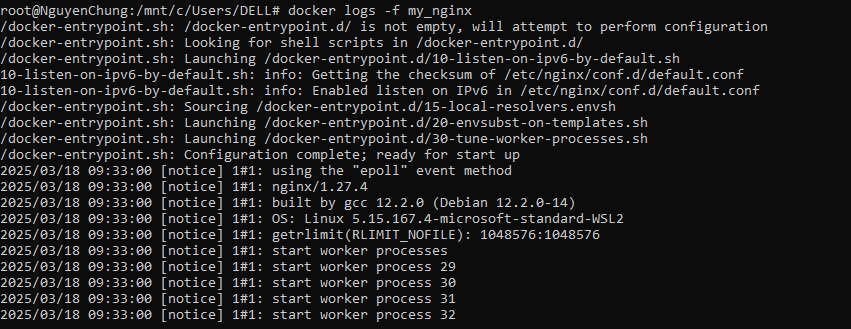 root@NguyenChung:/mnt/c/Users/DELL# docker logs -f my_nginx
/docker-entrypoint.sh: /docker-entrypoint.d/ is not empty, will attempt to perform configuration
/docker-entrypoint.sh: Looking for shell scripts in /docker-entrypoint.d/
/docker-entrypoint.sh: Launching /docker-entrypoint.d/10-listen-on-ipv6-by-default.sh
10-listen-on-ipv6-by-default.sh: info: Getting the checksum of /etc/nginx/conf.d/default.conf
10-listen-on-ipv6-by-default.sh: info: Enabled listen on IPv6 in /etc/nginx/conf.d/default.conf
/docker-entrypoint.sh: Sourcing /docker-entrypoint.d/15-local-resolvers.envsh
/docker-entrypoint.sh: Launching /docker-entrypoint.d/20-envsubst-on-templates.sh
/docker-entrypoint.sh: Launching /docker-entrypoint.d/30-tune-worker-processes.sh
/docker-entrypoint.sh: Configuration complete; ready for start up
2025/03/18 09:33:00 [notice] 1#1: using the "epoll" event method
2025/03/18 09:33:00 [notice] 1#1: nginx/1.27.4
2025/03/18 09:33:00 [notice] 1#1: built by gcc 12.2.0 (Debian 12.2.0-14)
2025/03/18 09:33:00 [notice] 1#1: OS: Linux 5.15.167.4-microsoft-standard-WSL2
2025/03/18 09:33:00 [notice] 1#1: getrlimit(RLIMIT_NOFILE): 1048576:1048576
2025/03/18 09:33:00 [notice] 1#1: start worker processes
2025/03/18 09:33:00 [notice] 1#1: start worker process 29
2025/03/18 09:33:00 [notice] 1#1: start worker process 30
2025/03/18 09:33:00 [notice] 1#1: start worker process 31
2025/03/18 09:33:00 [notice] 1#1: start worker process 32